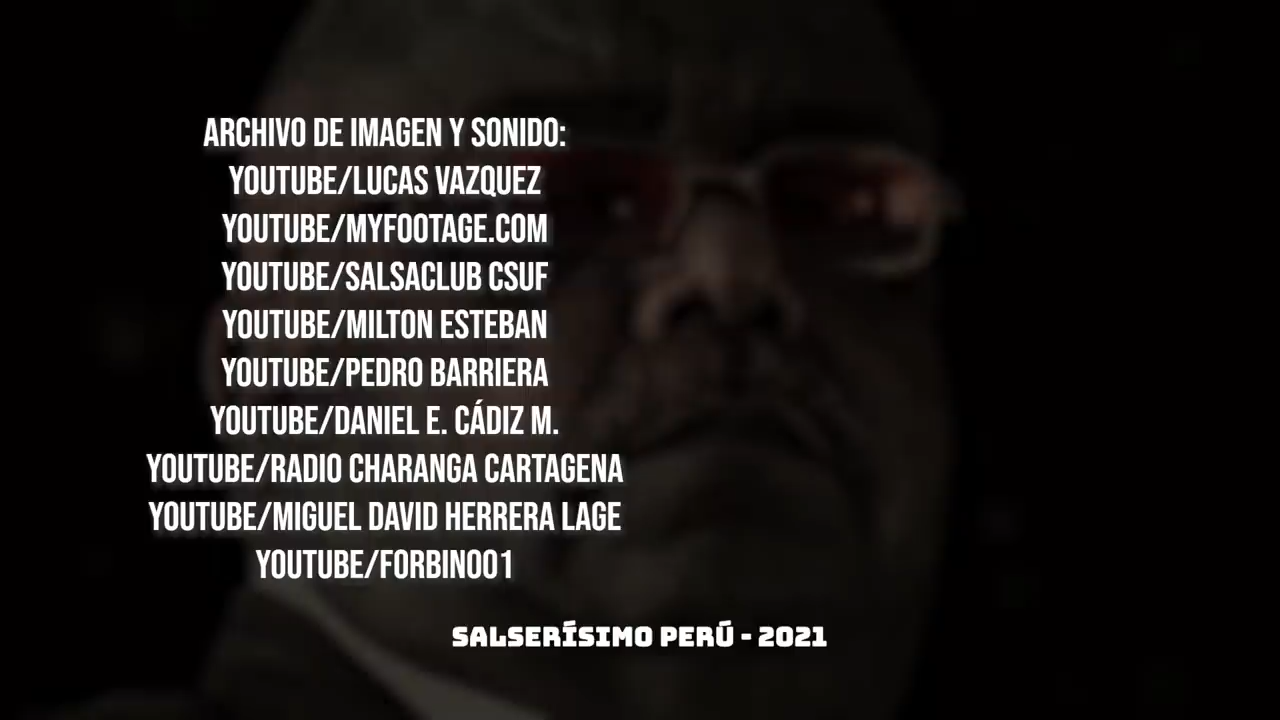 ARCHIVO DE IMAGEN Y SONIDO:
YOUTUBE/LUCAS VAZQUEZ
YOUTUBE/MYFOOTAGE.COM
YOUTUBE/SALSACLUB CSUF
YOUTUBE/MILTON ESTEBAN
YOUTUBE/PEDRO BARRIERA
YOUTUBE/DANIEL E. CÁDIZ M.
YOUTUBE/RADIO CHARANGA CARTAGENA
YOUTUBE/MIGUEL DAVID HERRERA LAGE
YOUTUBE/FORBIN001
SALSERÍSIMO PERÚ - 2021